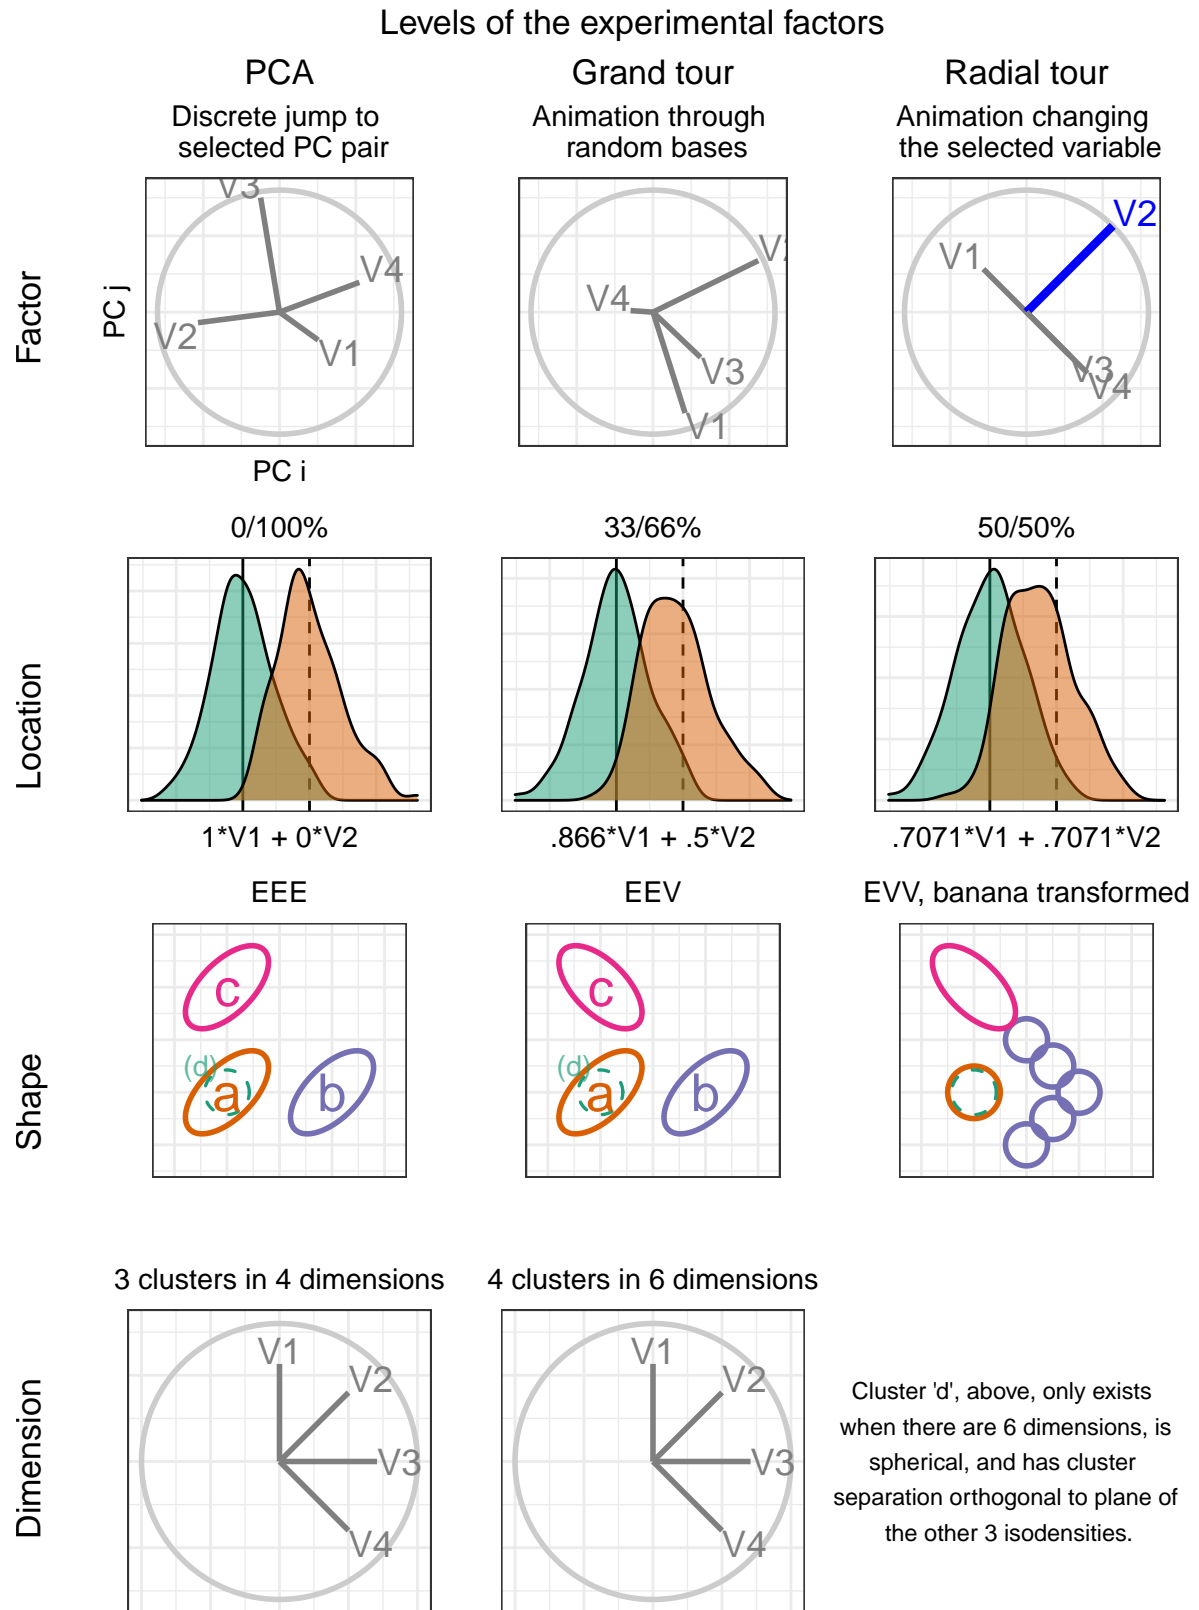 Levels of the experimental factors
PCA
Grand tour
Radial tour
Discrete jump to
selected PC pair
Animation through
random bases
Animation changing
the selected variable
Factor
PC j
V3
V4
V2
V1
PC i
V2
V4
V3
V1
V2
V1
V3
V4
0/100%
33/66%
50/50%
Location
1*V1 + 0*V2
.866*V1 + .5*V2
.7071*V1 + .7071*V2
EEE
EEV
EVV, banana transformed
Shape
c
(d)
a
b
c
(d)
a
b
3 clusters in 4 dimensions
4 clusters in 6 dimensions
Dimension
V1
V2
V3
V4
V1
V2
V3
V4
Cluster 'd', above, only exists
when there are 6 dimensions, is
spherical, and has cluster
separation orthogonal to plane of
the other 3 isodensities.